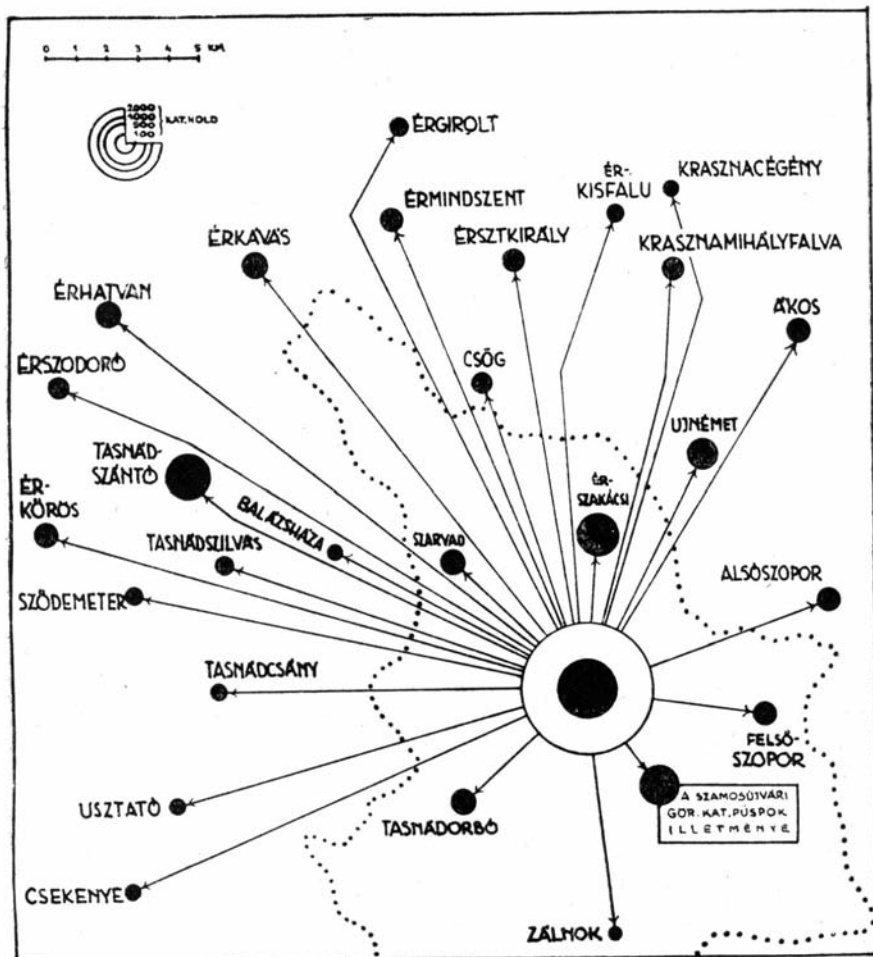 0 1 2 3 4 5 KM
2000
1000
500
100
KAT.HOLD
ÉRGIROLT
ÉR-
KISFALU
KRASZNACÉGÉNY
ÉRMINDSZENT
ÉRSZTKIRÁLY
KRASZNAMIHÁLYFALVA
ÉRKÁVÁS
ÉRHATVAN
ÁKOS
CSÖG
ÉRSZODORÓ
UJNÉMET
TASNÁD-
SZÁNTÓ
ÉR-
SZAKÁCSI
ÉR-
KÖRÖS
BALÁZSHÁZA
TASNÁDSZILVÁS
SZARVAD
ALSÓSZOPOR
SZÖDEMETER
TASNÁDCSÁNY
FELSŐ-
SZOPOR
A SZAMOSÚJVÁRI
GÖR.KAT.PÜSPÖK
ILLETMÉNYE
USZTATÓ
TASNÁDORBÓ
CSEKENYE
ZÁLNOK